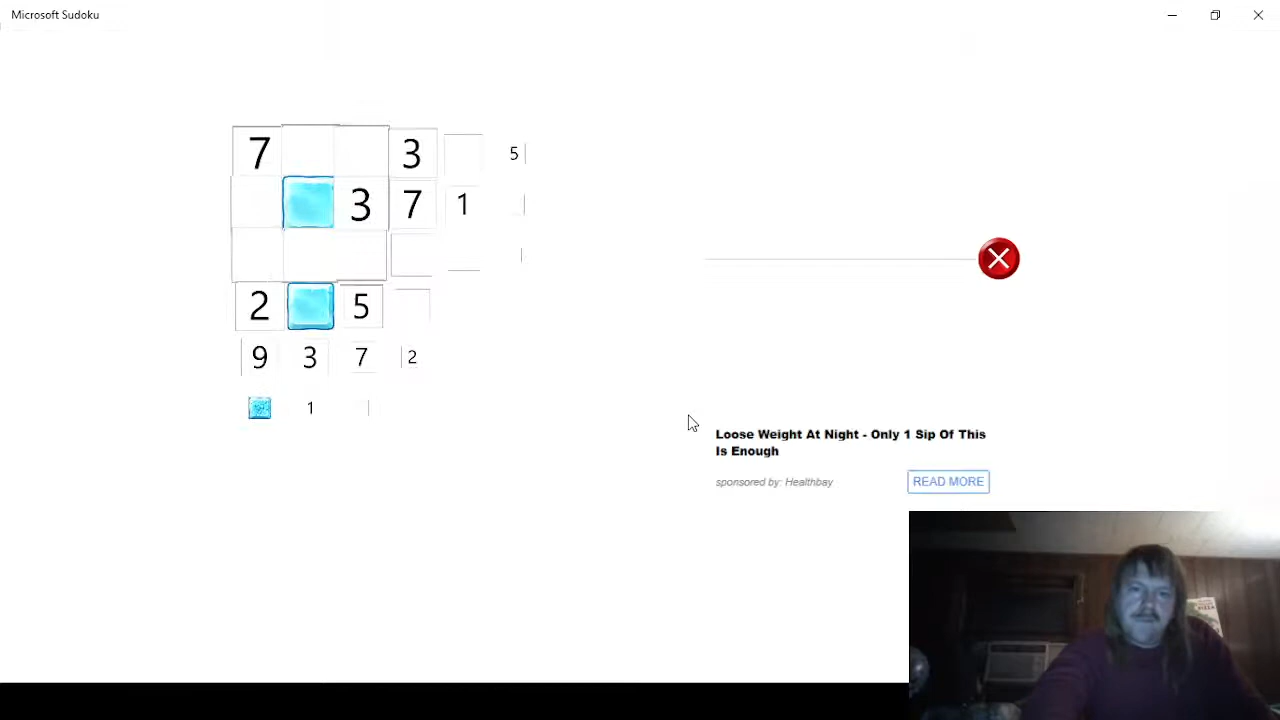 Microsoft Sudoku
7 3 5
3 7 1
2 5
9 3 7 2
1
Loose Weight At Night - Only 1 Sip Of This
Is Enough
sponsored by: Healthbay
READ MORE